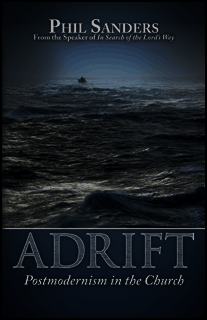 PHIL SANDERS
From the Speaker of In Search of the Lord's Way
ADRIFT
Postmodernism in the Church